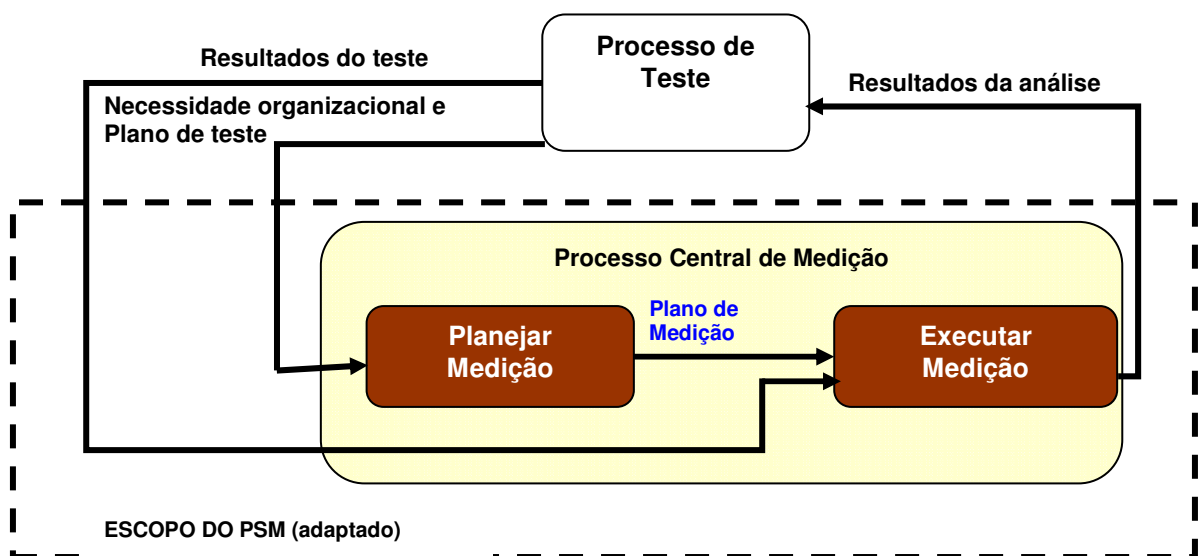 Processo de
Teste
Resultados do teste
Resultados da análise
Necessidade organizacional e
Plano de teste
Processo Central de Medição
Planejar
Medição
Plano de
Medição
Executar
Medição
ESCOPO DO PSM (adaptado)